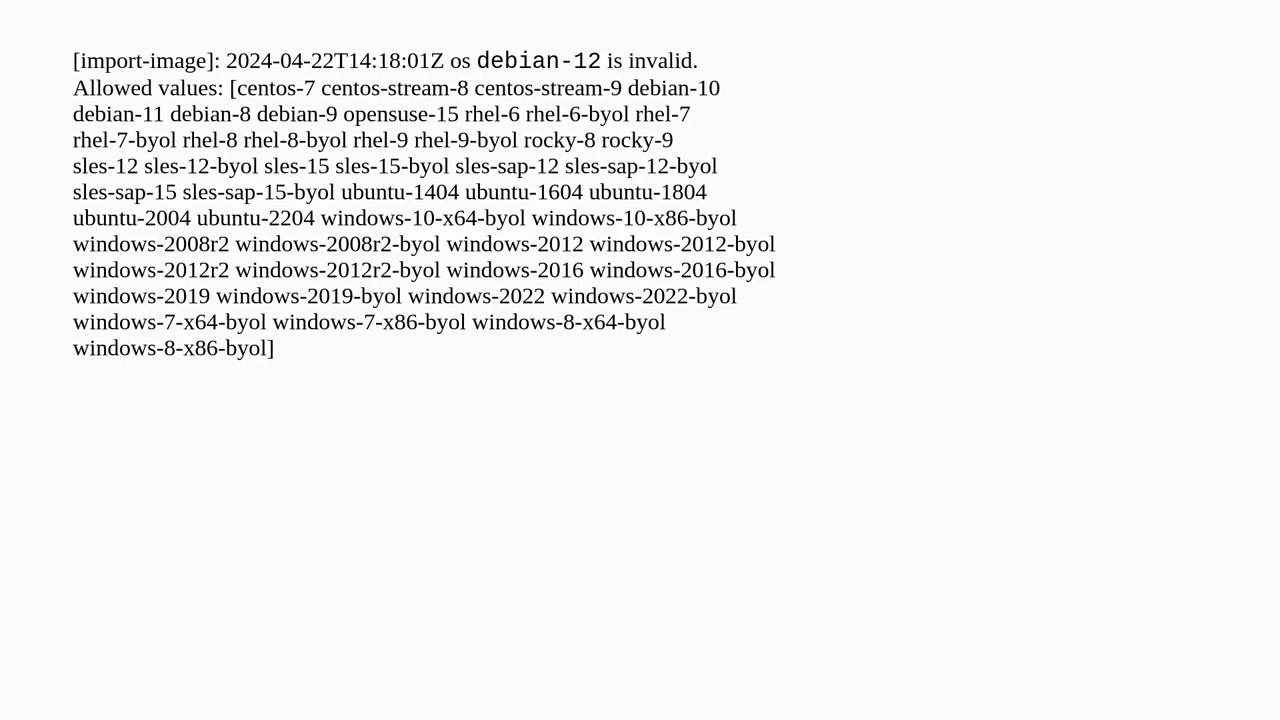 [import-image]: 2024-04-22T14:18:01Z os debian-12 is invalid.
Allowed values: [centos-7 centos-stream-8 centos-stream-9 debian-10
debian-11 debian-8 debian-9 opensuse-15 rhel-6 rhel-6-byol rhel-7
rhel-7-byol rhel-8 rhel-8-byol rhel-9 rhel-9-byol rocky-8 rocky-9
sles-12 sles-12-byol sles-15 sles-15-byol sles-sap-12 sles-sap-12-byol
sles-sap-15 sles-sap-15-byol ubuntu-1404 ubuntu-1604 ubuntu-1804
ubuntu-2004 ubuntu-2204 windows-10-x64-byol windows-10-x86-byol
windows-2008r2 windows-2008r2-byol windows-2012 windows-2012-byol
windows-2012r2 windows-2012r2-byol windows-2016 windows-2016-byol
windows-2019 windows-2019-byol windows-2022 windows-2022-byol
windows-7-x64-byol windows-7-x86-byol windows-8-x64-byol
windows-8-x86-byol]